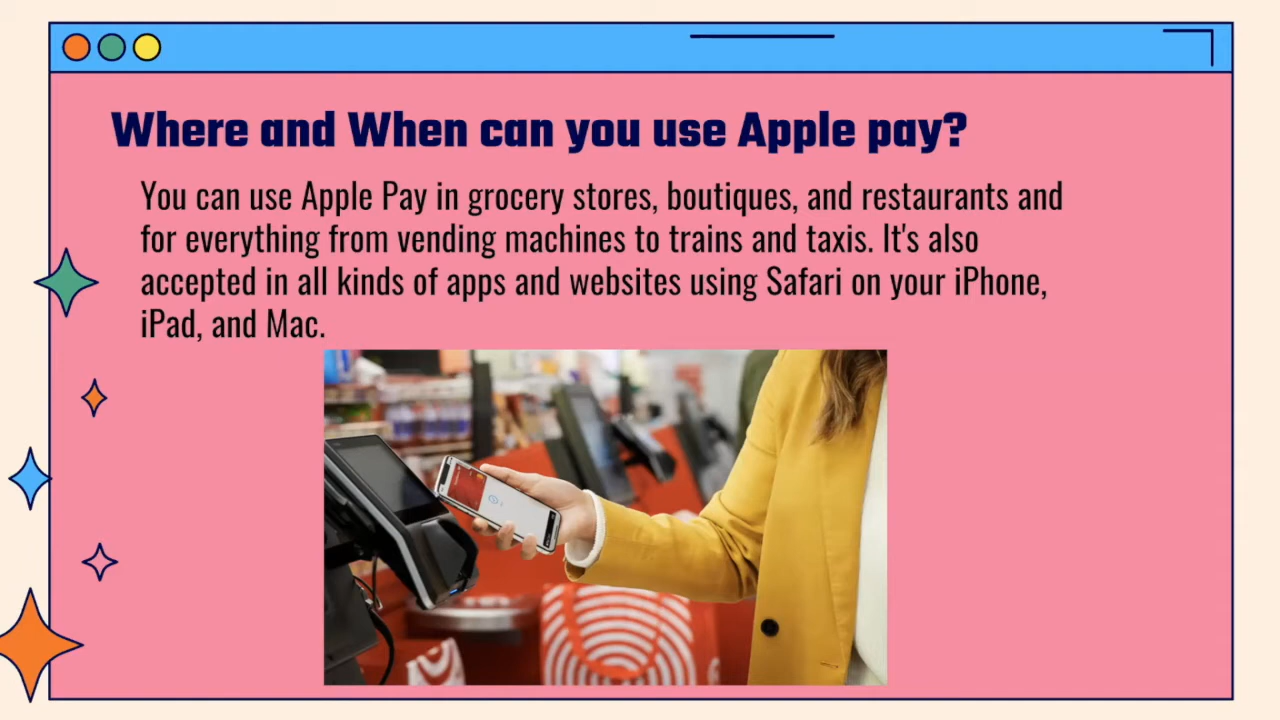 Where and When can you use Apple pay?
You can use Apple Pay in grocery stores, boutiques, and restaurants and
for everything from vending machines to trains and taxis. It's also
accepted in all kinds of apps and websites using Safari on your iPhone,
iPad, and Mac.